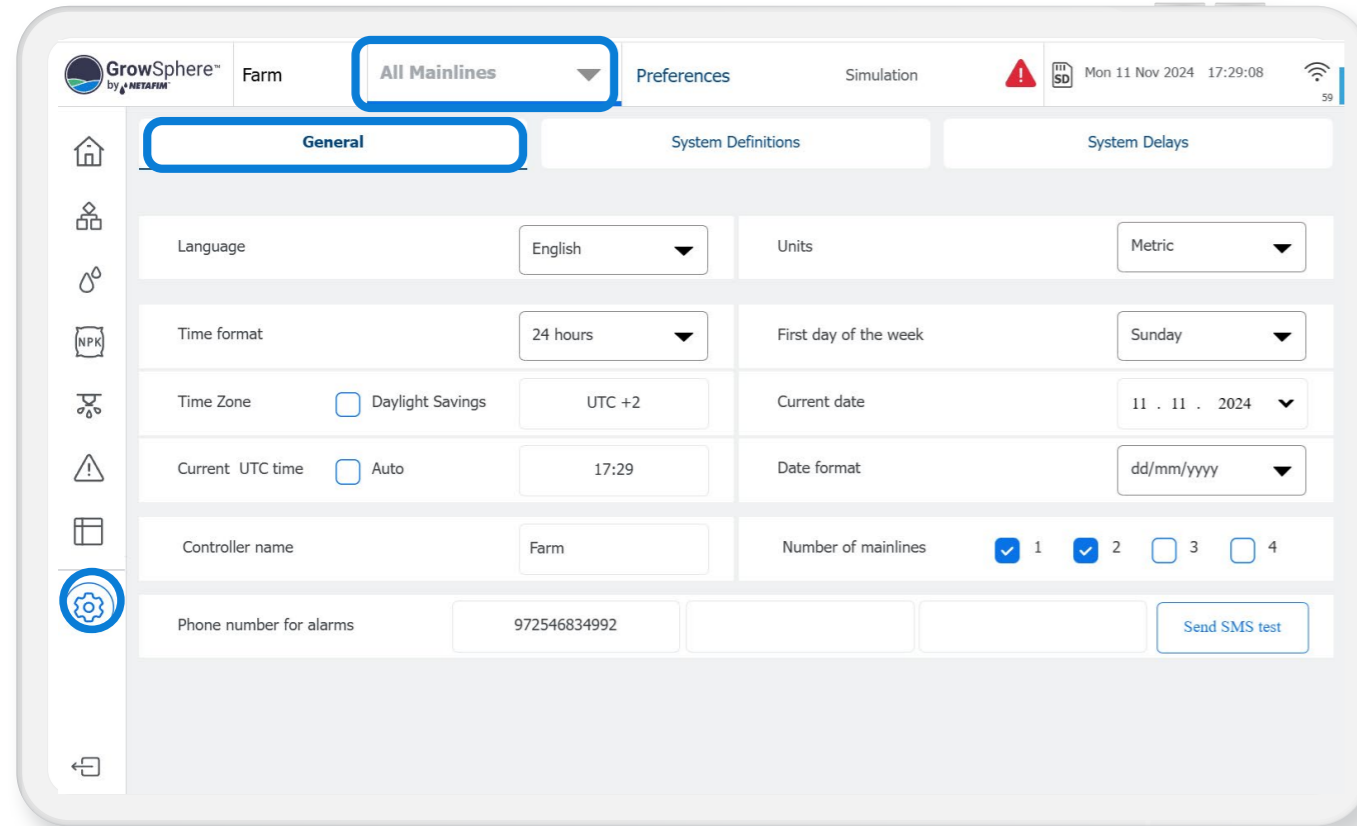 GrowSphere™
by NETAFIM™
Farm
All Mainlines
Preferences
Simulation
SD
Mon 11 Nov 2024 17:29:08
59
General
System Definitions
System Delays
Language
English
Units
Metric
Time format
24 hours
First day of the week
Sunday
Time Zone
Daylight Savings
UTC +2
Current date
11 . 11 . 2024
Current UTC time
Auto
17:29
Date format
dd/mm/yyyy
NPK
Controller name
Farm
Number of mainlines
1
2
3
4
Phone number for alarms
972546834992
Send SMS test